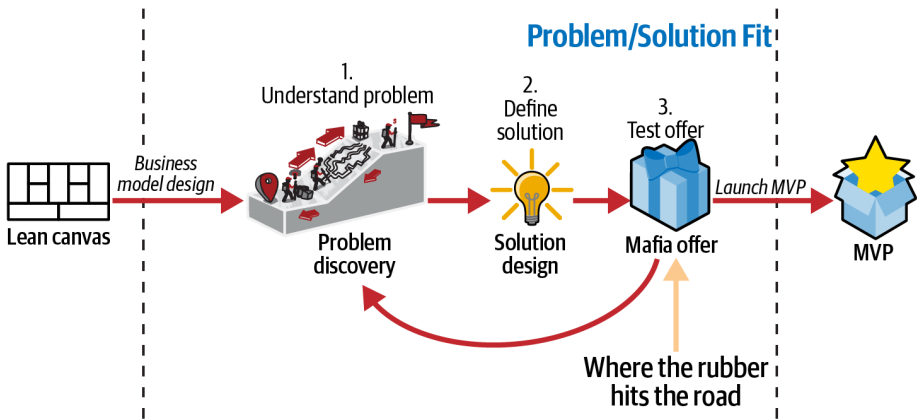 Problem/Solution Fit
1.
Understand problem
2.
Define
solution
3.
Test offer
Business
model design
Launch MVP
Lean canvas
Problem
discovery
Solution
design
Mafia offer
MVP
Where the rubber
hits the road